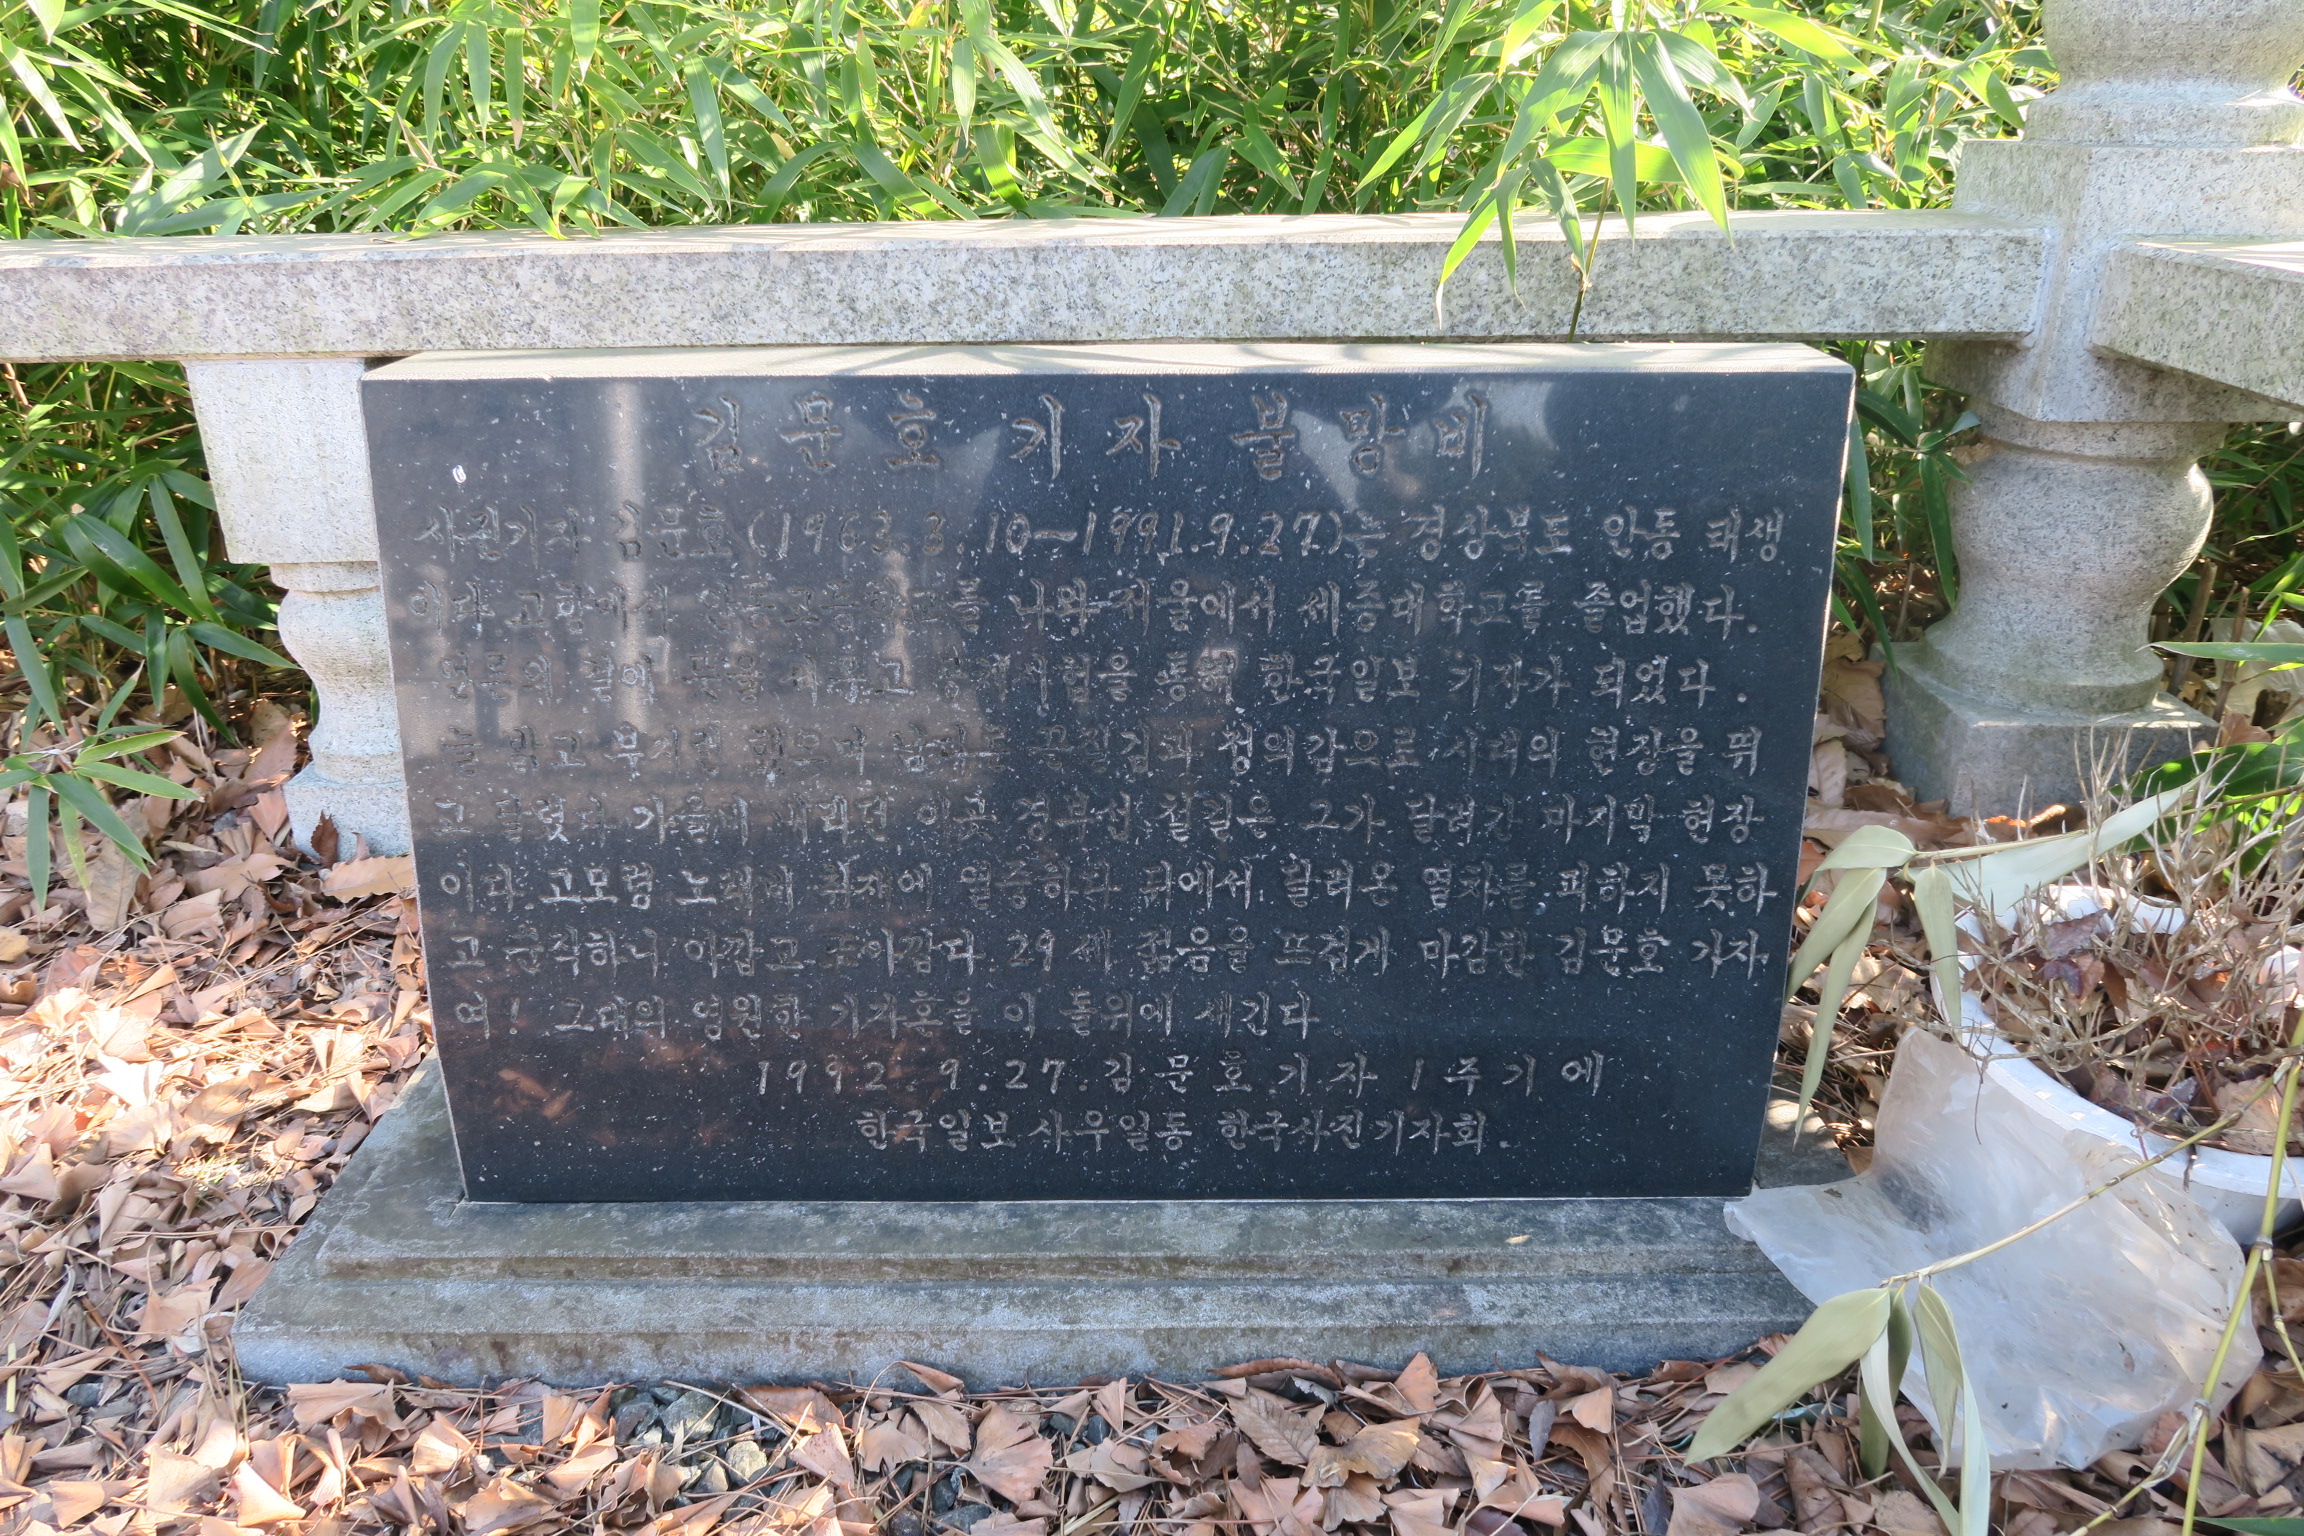 김문호 기자 불망비
사진기자 김문호(1963.3.10~1991.9.27)는 경상북도 안동 태생
이다 고향에서 안동고등학교를 나와 서울에서 세종대학교를 졸업했다.
언론의 길에 뜻을 공채시험을 통해 한국일보 기자가 되었다.
늘 맑고 남다른 끈질김과 정의감으로 시대의 현장을 뛰
고 달렸다 가을비 내리던 이곳 경부선 철길은 그가 달려간 마지막 현장
이다 고모령 노래비 취재에 열중하다 뒤에서 달려온 열차를 피하지 못하
고 순직하니 아깝고 도아깝다 29세 젊음을 뜨겁게 마감한 김문호 기자
여! 그대의 영원한 기자혼을 이 돌위에 새긴다
1992.9.27.김문호기자 1주기에
한국일보사우일동 한국사진기자회.